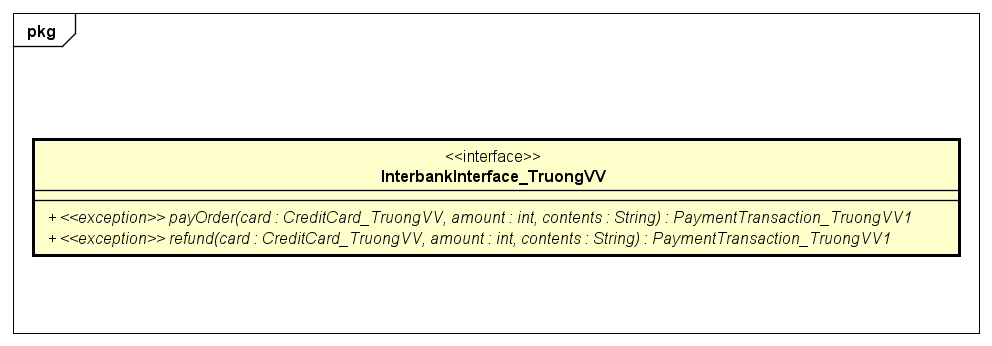 pkg
<<interface>>
InterbankInterface_TruongVV
+ <<exception>> payOrder(card : CreditCard_TruongVV, amount : int, contents : String) : PaymentTransaction_TruongVV1
+ <<exception>> refund(card : CreditCard_TruongVV, amount : int, contents : String) : PaymentTransaction_TruongVV1